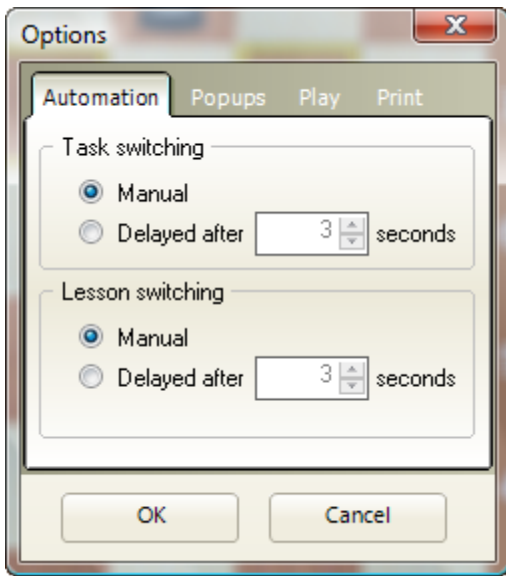 Options
Automation Popups Play Print
Task switching
Manual
Delayed after 3 seconds
Lesson switching
Manual
Delayed after 3 seconds
OK Cancel